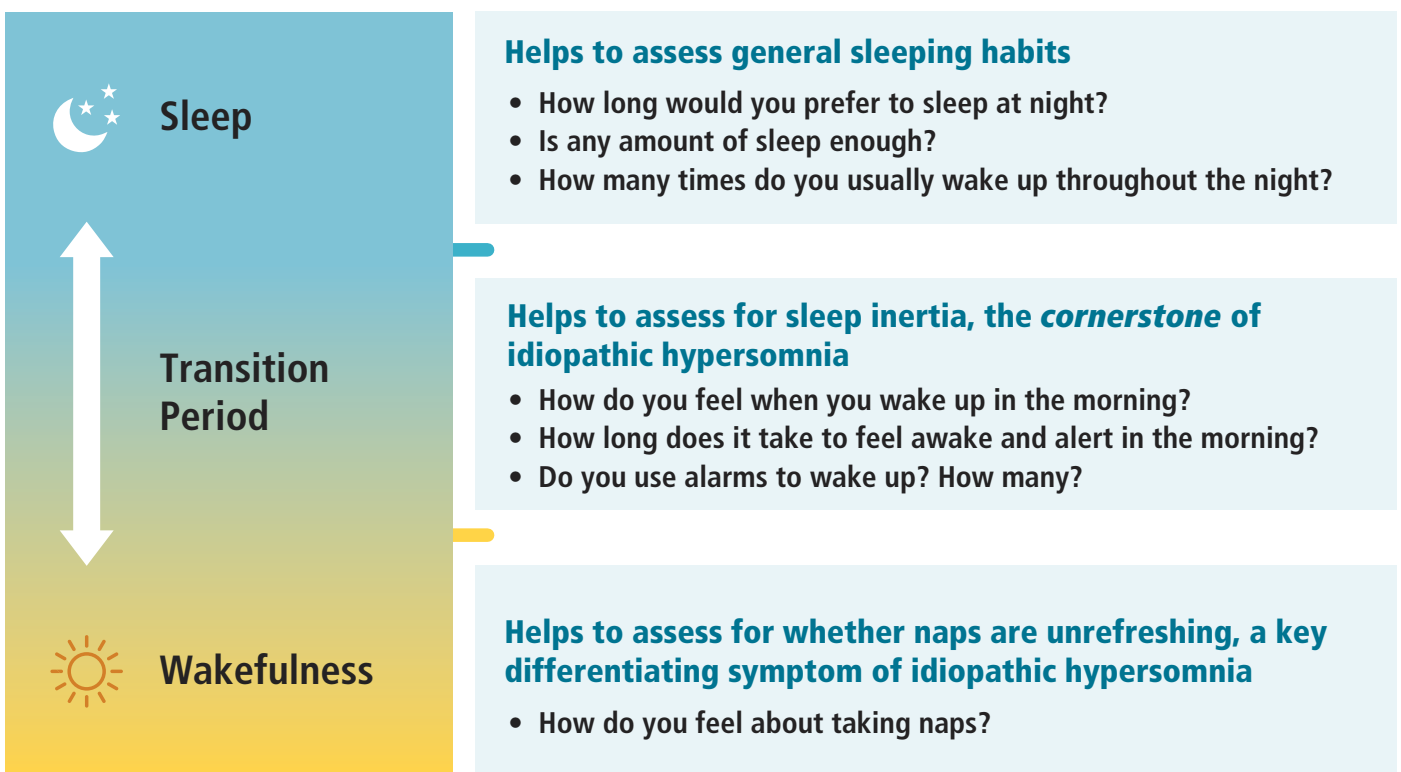 Sleep
Helps to assess general sleeping habits
• How long would you prefer to sleep at night?
• Is any amount of sleep enough?
• How many times do you usually wake up throughout the night?
Transition
Period
Helps to assess for sleep inertia, the cornerstone of
idiopathic hypersomnia
• How do you feel when you wake up in the morning?
• How long does it take to feel awake and alert in the morning?
• Do you use alarms to wake up? How many?
Wakefulness
Helps to assess for whether naps are unrefreshing, a key
differentiating symptom of idiopathic hypersomnia
• How do you feel about taking naps?